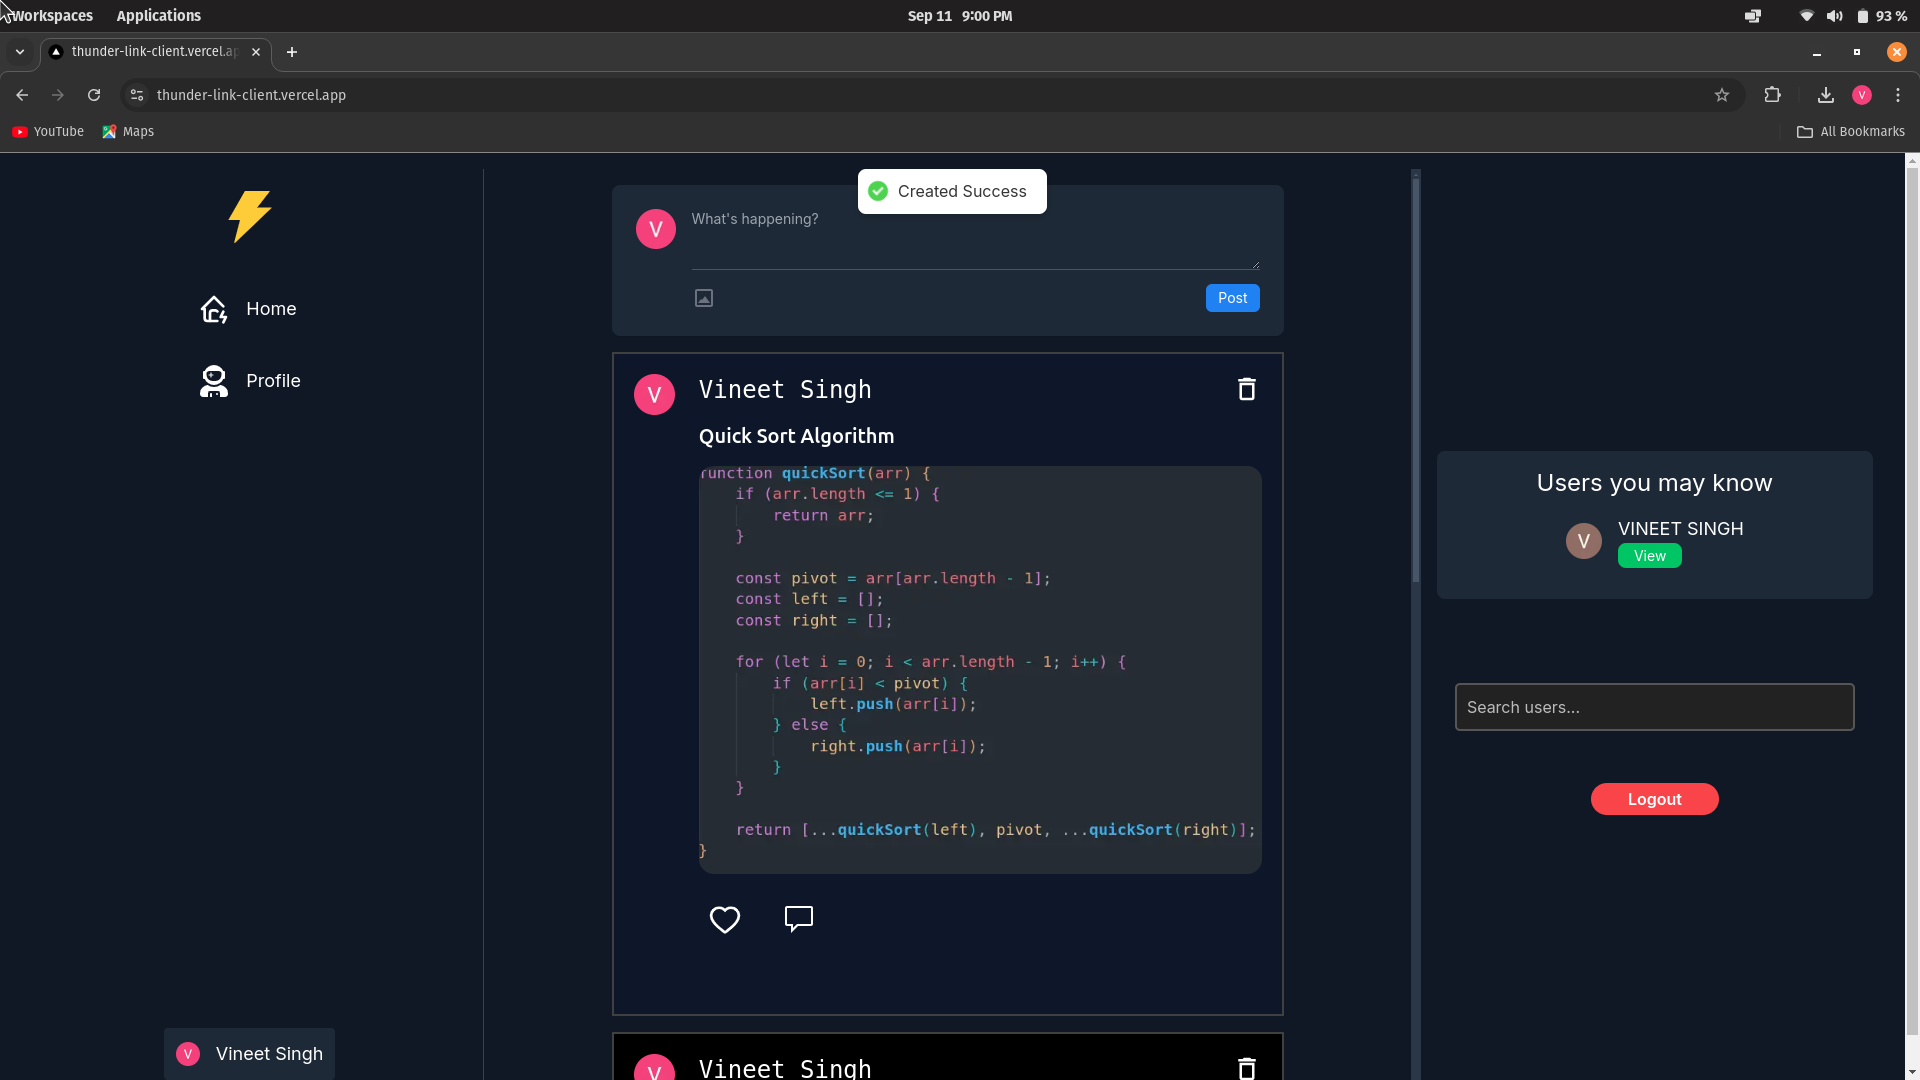 Workspaces Applications Sep 11 9:00 PM 93 %
thunder-link-client.vercel.ap
thunder-link-client.vercel.app V
YouTube Maps All Bookmarks
Created Success
V What's happening?
Post
Home
Profile
V Vineet Singh
Quick Sort Algorithm
function quickSort(arr) {
    if (arr.length <= 1) {
        return arr;
    }
    const pivot = arr[arr.length - 1];
    const left = [];
    const right = [];
    for (let i = 0; i < arr.length - 1; i++) {
        if (arr[i] < pivot) {
            left.push(arr[i]);
        } else {
            right.push(arr[i]);
        }
    }
    return [...quickSort(left), pivot, ...quickSort(right)];
}
V Vineet Singh
Users you may know
V VINEET SINGH
View
Search users...
Logout
V Vineet Singh